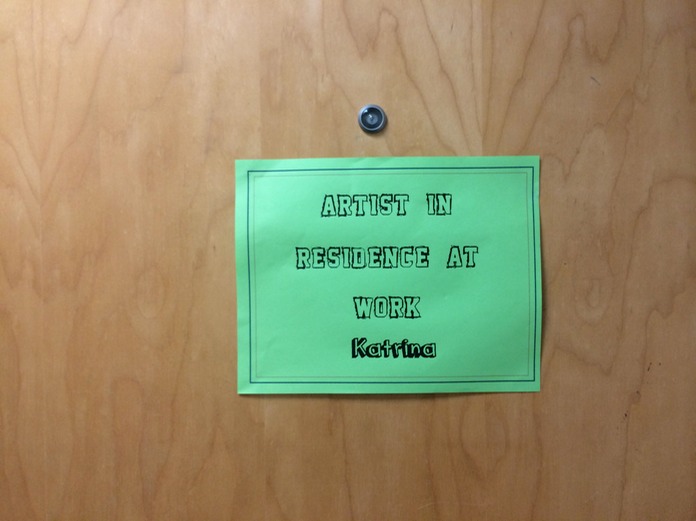 ARTIST IN
RESIDENCE AT
WORK
Katrina